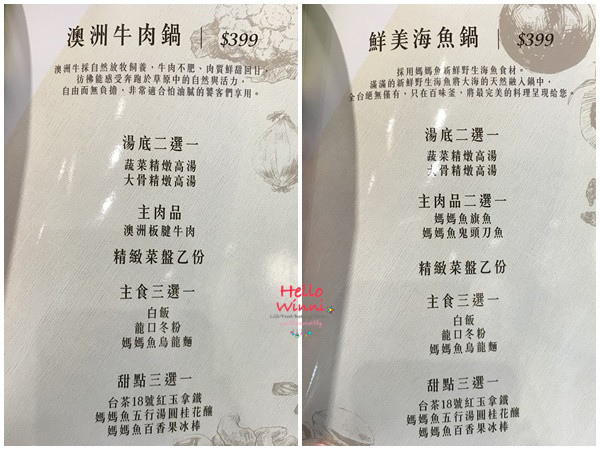 澳洲牛肉鍋 | $399
澳洲牛採自然放牧飼養，牛肉不肥、肉質鮮甜回甘，
彷彿能感受奔跑於草原中的自然與活力，
自由而無負擔，非常適合怕油膩的饕客們享用。
湯底二選一
蔬菜精燉高湯
大骨精燉高湯
主肉品
澳洲板腱牛肉
精緻菜盤乙份
主食三選一
白飯
龍口冬粉
媽媽魚烏龍麵
甜點三選一
台茶18號紅玉拿鐵
媽媽魚五行湯圓桂花釀
媽媽魚百香果冰棒
鮮美海魚鍋 | $399
採用媽媽魚新鮮野生海魚食材。
滿滿的新鮮野生海魚將大海的天然融入鍋中，
全台絕無僅有，只在百味釜，將最完美的料理呈現給您。
湯底二選一
蔬菜精燉高湯
大骨精燉高湯
主肉品二選一
媽媽魚旗魚
媽媽魚鬼頭刀魚
精緻菜盤乙份
主食三選一
白飯
龍口冬粉
媽媽魚烏龍麵
甜點三選一
台茶18號紅玉拿鐵
媽媽魚五行湯圓桂花釀
媽媽魚百香果冰棒
Hello
Winni